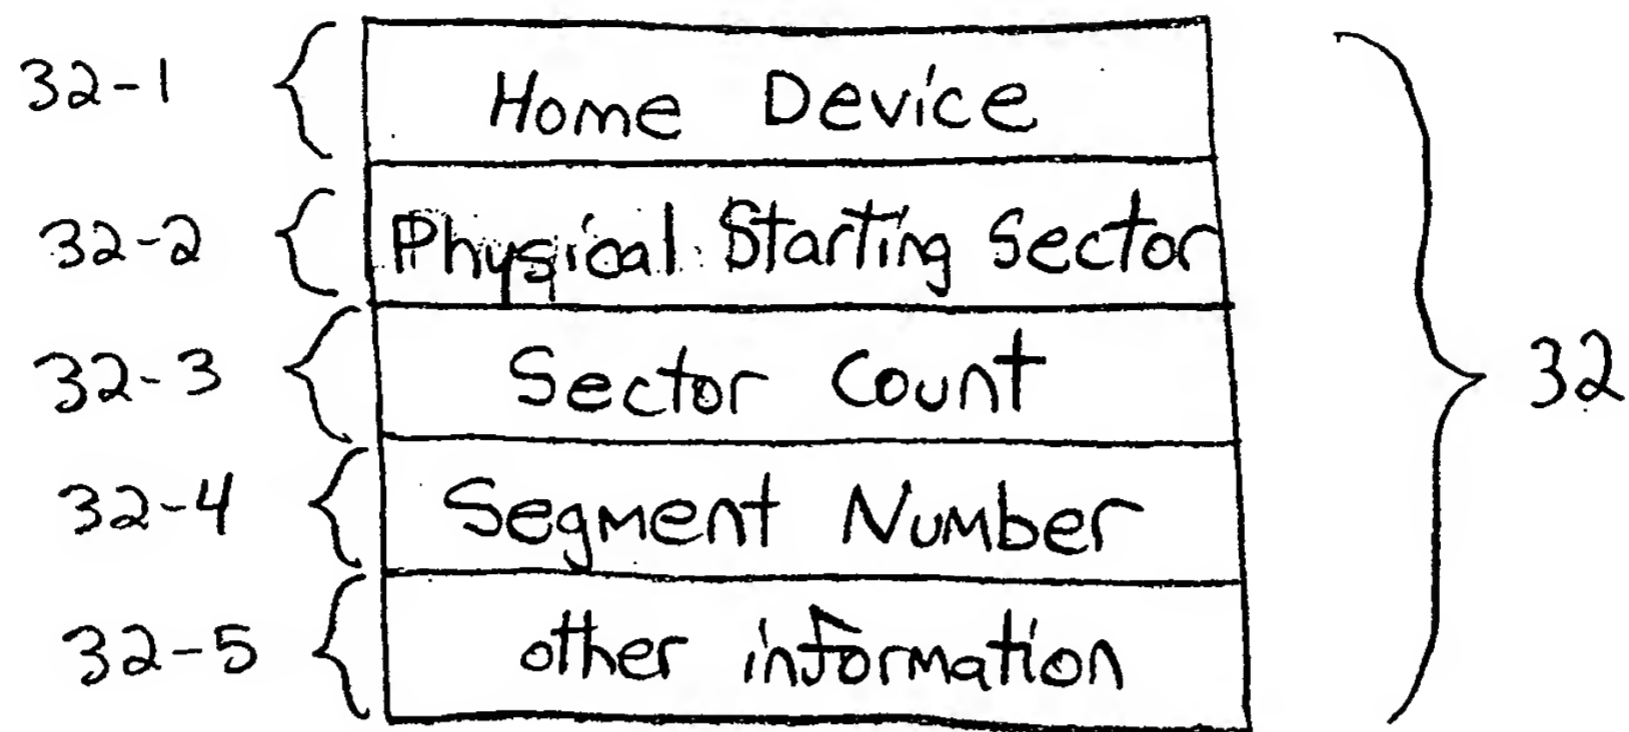 32-1 Home Device
32-2 Physical Starting Sector
32-3 Sector Count
32
32-4 Segment Number
32-5 other information